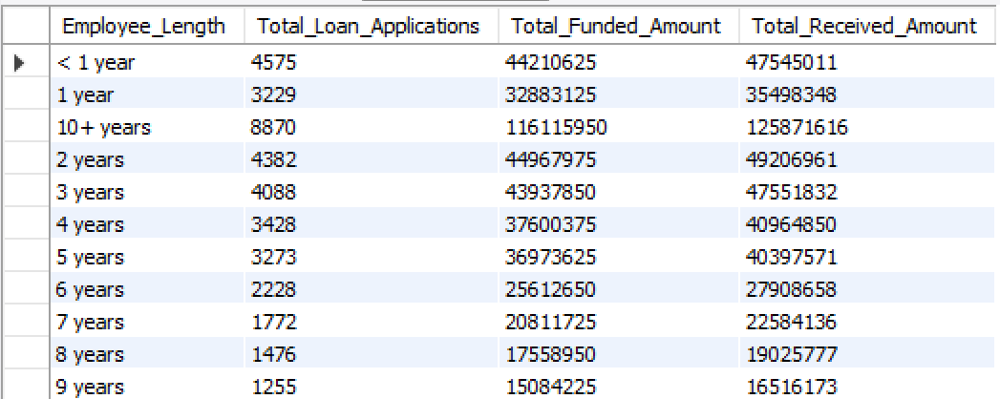 Employee_Length Total_Loan_Applications Total_Funded_Amount Total_Received_Amount
< 1 year 4575 44210625 47545011
1 year 3229 32883125 35498348
10+ years 8870 116115950 125871616
2 years 4382 44967975 49206961
3 years 4088 43937850 47551832
4 years 3428 37600375 40964850
5 years 3273 36973625 40397571
6 years 2228 25612650 27908658
7 years 1772 20811725 22584136
8 years 1476 17558950 19025777
9 years 1255 15084225 16516173